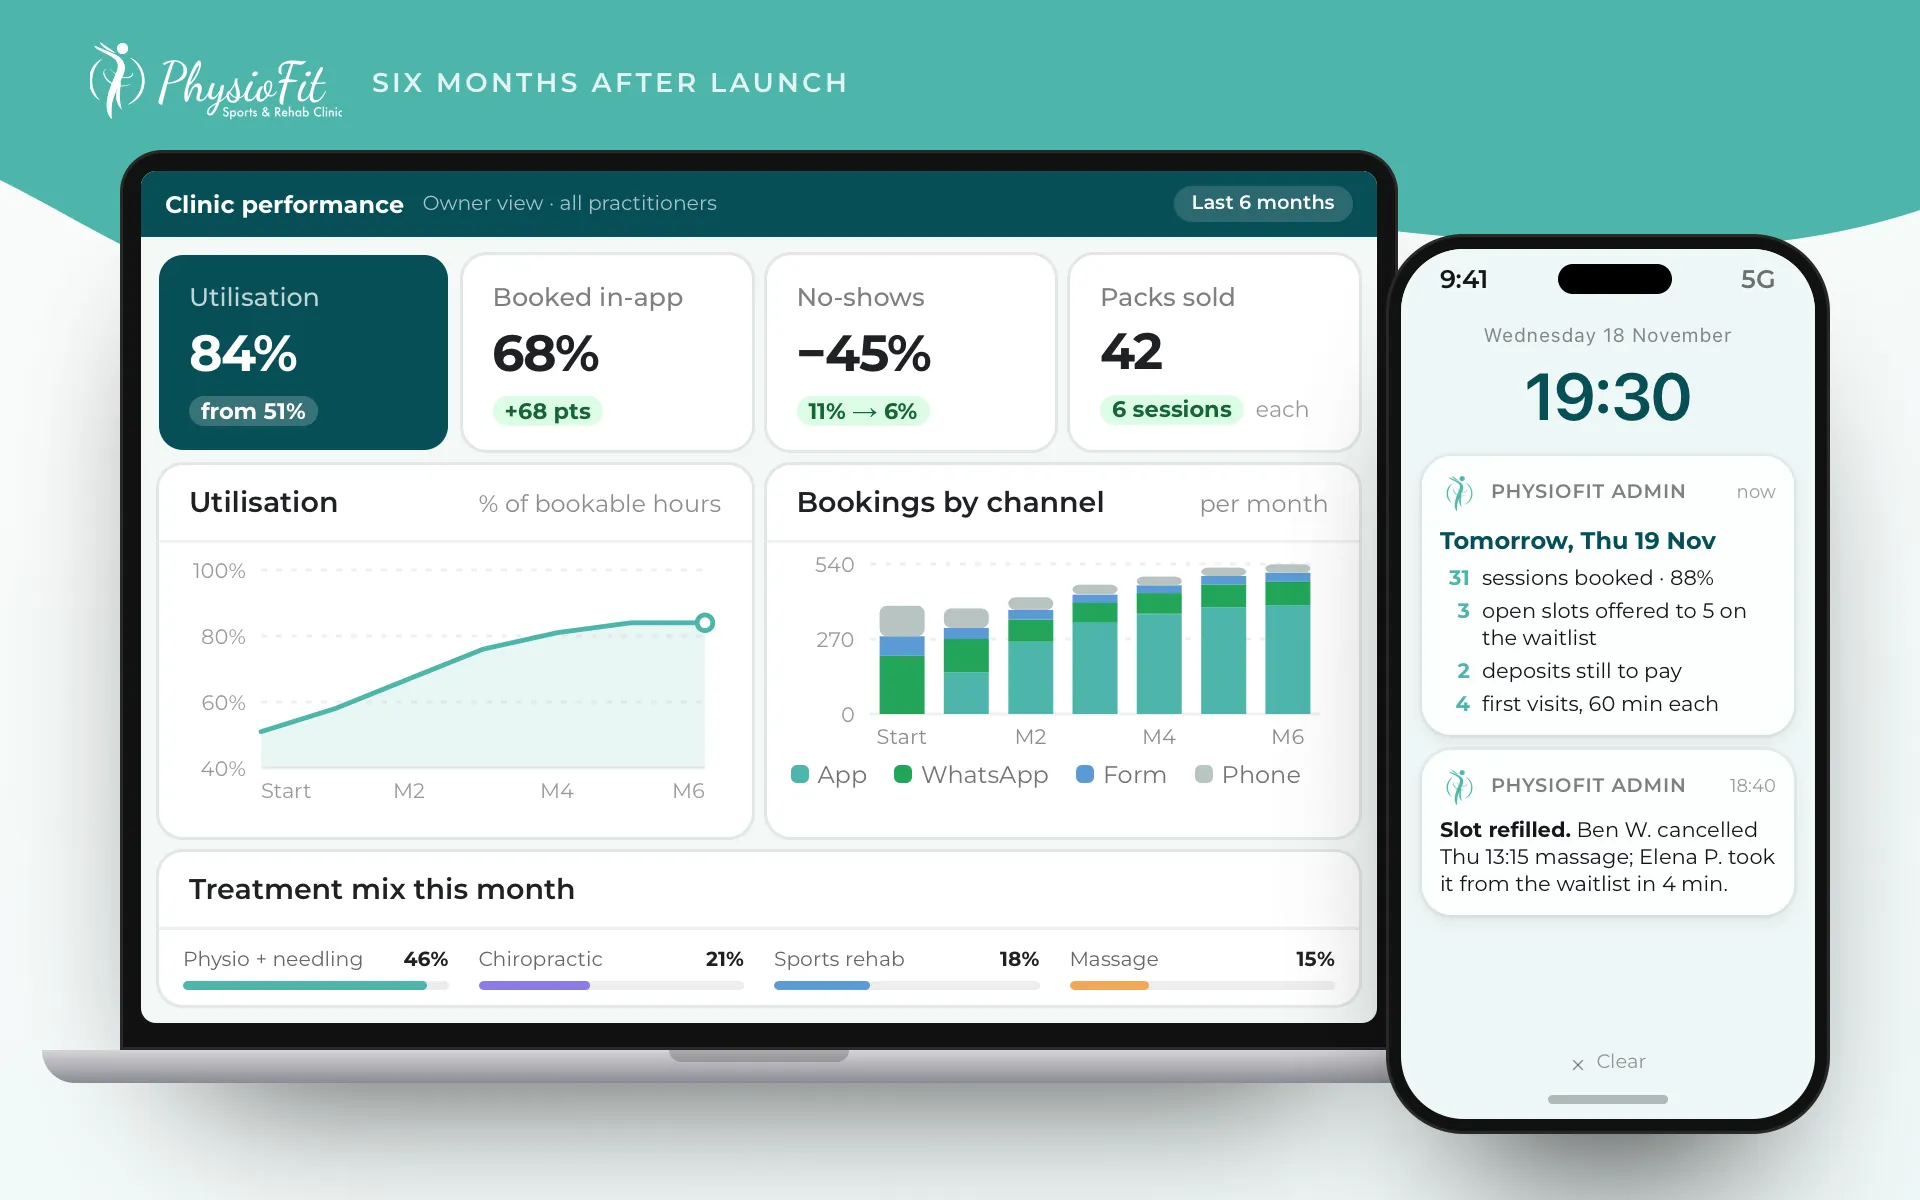 PhysioFit
Sports & Rehab Clinic
SIX MONTHS AFTER LAUNCH
Clinic performance
Owner view · all practitioners
Last 6 months
Utilisation
84%
from 51%
Booked in-app
68%
+68 pts
No-shows
−45%
11% → 6%
Packs sold
42
6 sessions each
Utilisation
% of bookable hours
100%
80%
60%
40%
Start M2 M4 M6
Bookings by channel
per month
540
270
0
Start M2 M4 M6
App WhatsApp Form Phone
Treatment mix this month
Physio + needling 46%
Chiropractic 21%
Sports rehab 18%
Massage 15%
9:41
5G
Wednesday 18 November
19:30
PHYSIOFIT ADMIN now
Tomorrow, Thu 19 Nov
31 sessions booked · 88%
3 open slots offered to 5 on
the waitlist
2 deposits still to pay
4 first visits, 60 min each
PHYSIOFIT ADMIN 18:40
Slot refilled. Ben W. cancelled
Thu 13:15 massage; Elena P. took
it from the waitlist in 4 min.
× Clear